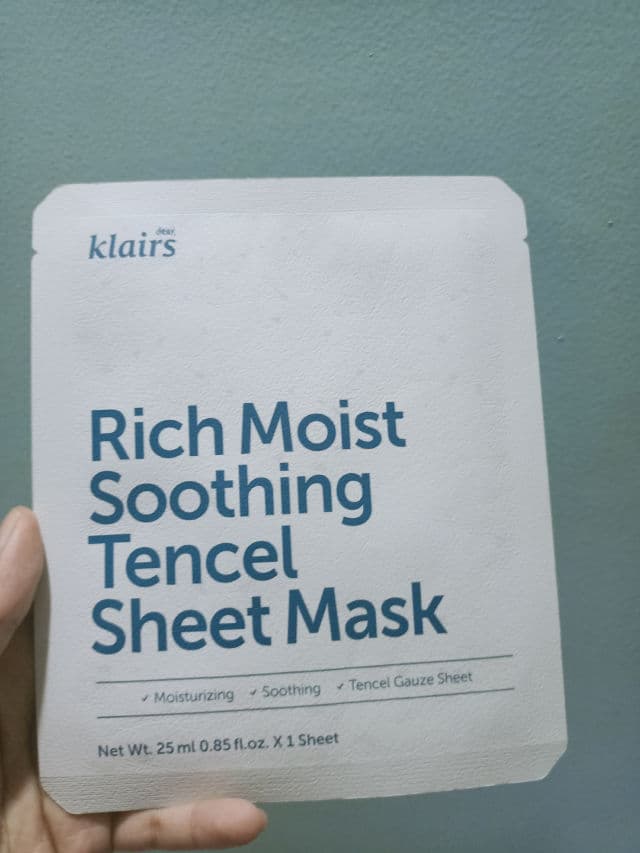 dear,
klairs
Rich Moist
Soothing
Tencel
Sheet Mask
✓ Moisturizing ✓ Soothing ✓ Tencel Gauze Sheet
Net Wt. 25 ml 0.85 fl.oz. X 1 Sheet